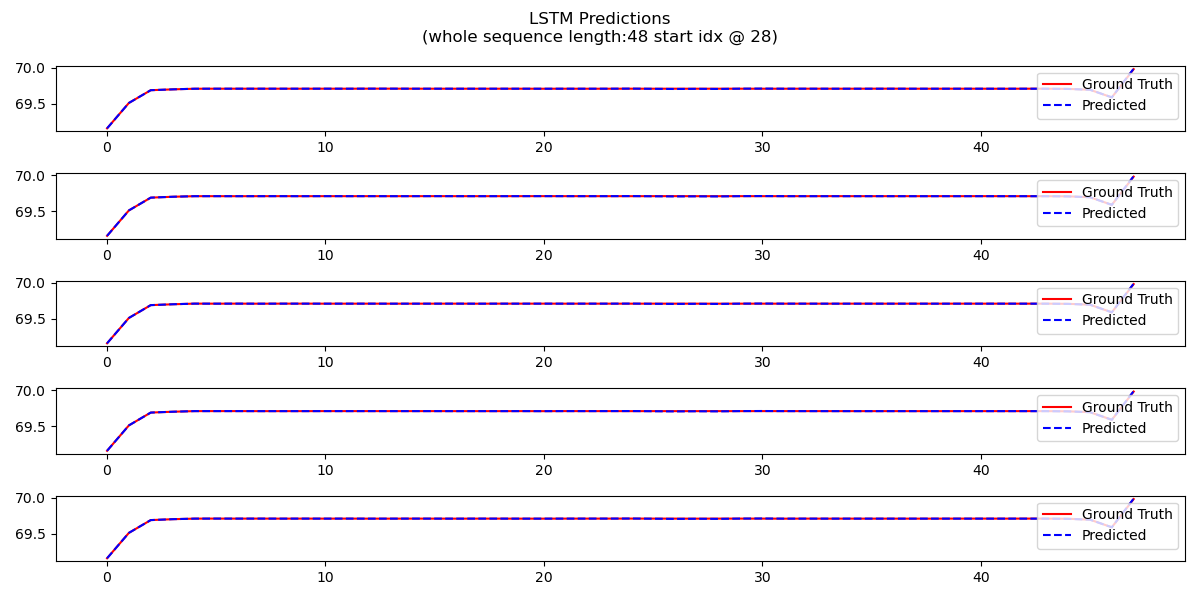 LSTM Predictions
(whole sequence length:48 start idx @ 28)
70.0
69.5
Ground Truth
Predicted
0 10 20 30 40
70.0
69.5
Ground Truth
Predicted
0 10 20 30 40
70.0
69.5
Ground Truth
Predicted
0 10 20 30 40
70.0
69.5
Ground Truth
Predicted
0 10 20 30 40
70.0
69.5
Ground Truth
Predicted
0 10 20 30 40